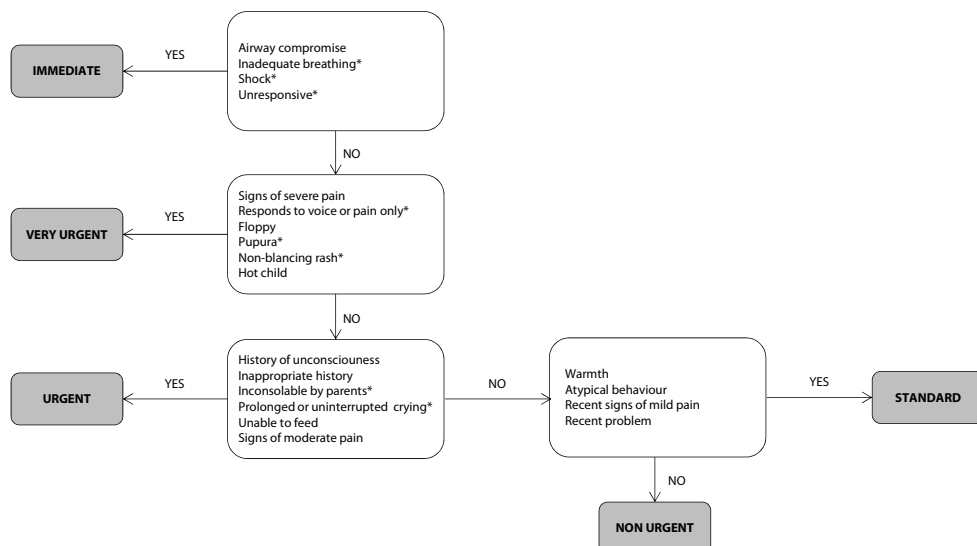 Airway compromise
YES
Inadequate breathing*
IMMEDIATE
Shock*
Unresponsive*
NO
Signs of severe pain
Responds to voice or pain only*
YES
Floppy
VERY URGENT
Pupura*
Non-blancing rash*
Hot child
NO
History of unconsciouness
Inappropriate history
YES
Inconsolable by parents*
URGENT
Prolonged or uninterrupted crying*
Unable to feed
Signs of moderate pain
NO
Warmth
Atypical behaviour
Recent signs of mild pain
Recent problem
YES
STANDARD
NO
NON URGENT